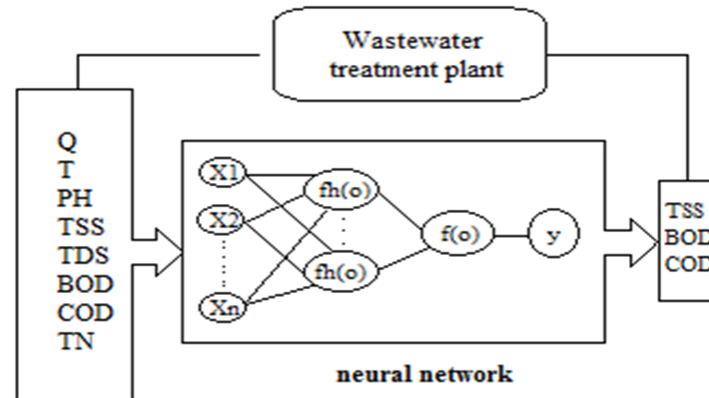 Wastewater
treatment plant
Q
T
PH
TSS
TDS
BOD
COD
TN
X1
X2
Xn
fh(o)
fh(o)
f(o)
y
TSS
BOD
COD
neural network